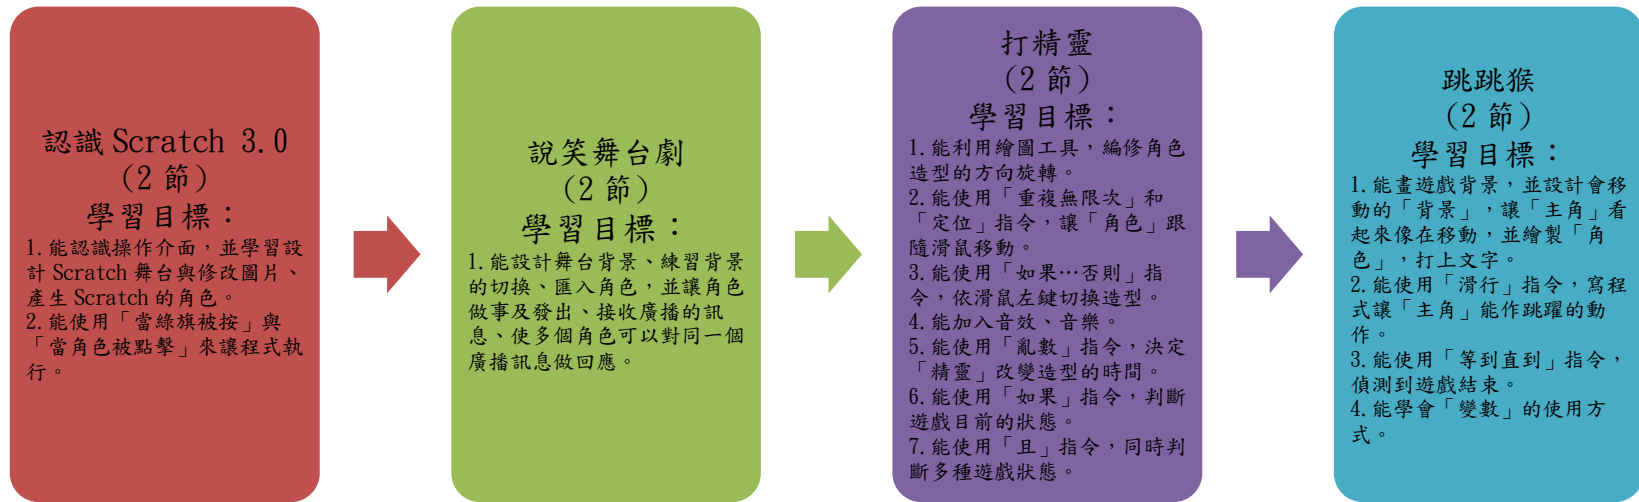 認識 Scratch 3.0
(2 節)
學習目標：
1.能認識操作介面，並學習設
計 Scratch 舞台與修改圖片、
產生 Scratch 的角色。
2.能使用「當綠旗被按」與
「當角色被點擊」來讓程式執
行。
說笑舞台劇
(2 節)
學習目標：
1.能設計舞台背景、練習背景
的切換、匯入角色，並讓角色
做事及發出、接收廣播的訊
息、使多個角色可以對同一個
廣播訊息做回應。
打精靈
(2 節)
學習目標：
1.能利用繪圖工具，編修角色
造型的方向旋轉。
2.能使用「重複無限次」和
「定位」指令，讓「角色」跟
隨滑鼠移動。
3.能使用「如果…否則」指
令，依滑鼠左鍵切換造型。
4.能加入音效、音樂。
5.能使用「亂數」指令，決定
「精靈」改變造型的時間。
6.能使用「如果」指令，判斷
遊戲目前的狀態。
7.能使用「且」指令，同時判
斷多種遊戲狀態。
跳跳猴
(2 節)
學習目標：
1.能畫遊戲背景，並設計會移
動的「背景」，讓「主角」看
起來像在移動，並繪製「角
色」，打上文字。
2.能使用「滑行」指令，寫程
式讓「主角」能作跳躍的動
作。
3.能使用「等到直到」指令，
偵測到遊戲結束。
4.能學會「變數」的使用方
式。